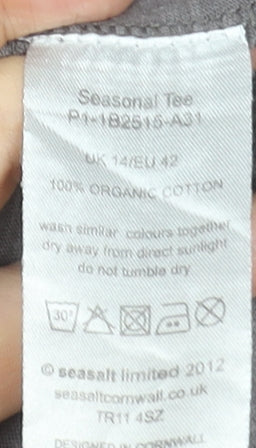 Seasonal Tee
P1-1B2515-A31
UK 14/EU 42
100% ORGANIC COTTON
wash similar colours together
dry away from direct sunlight
do not tumble dry
30°
© seasalt limited 2012
seasaltcornwall.co.uk
TR11 4SZ
DESIGNED IN CORNWALL